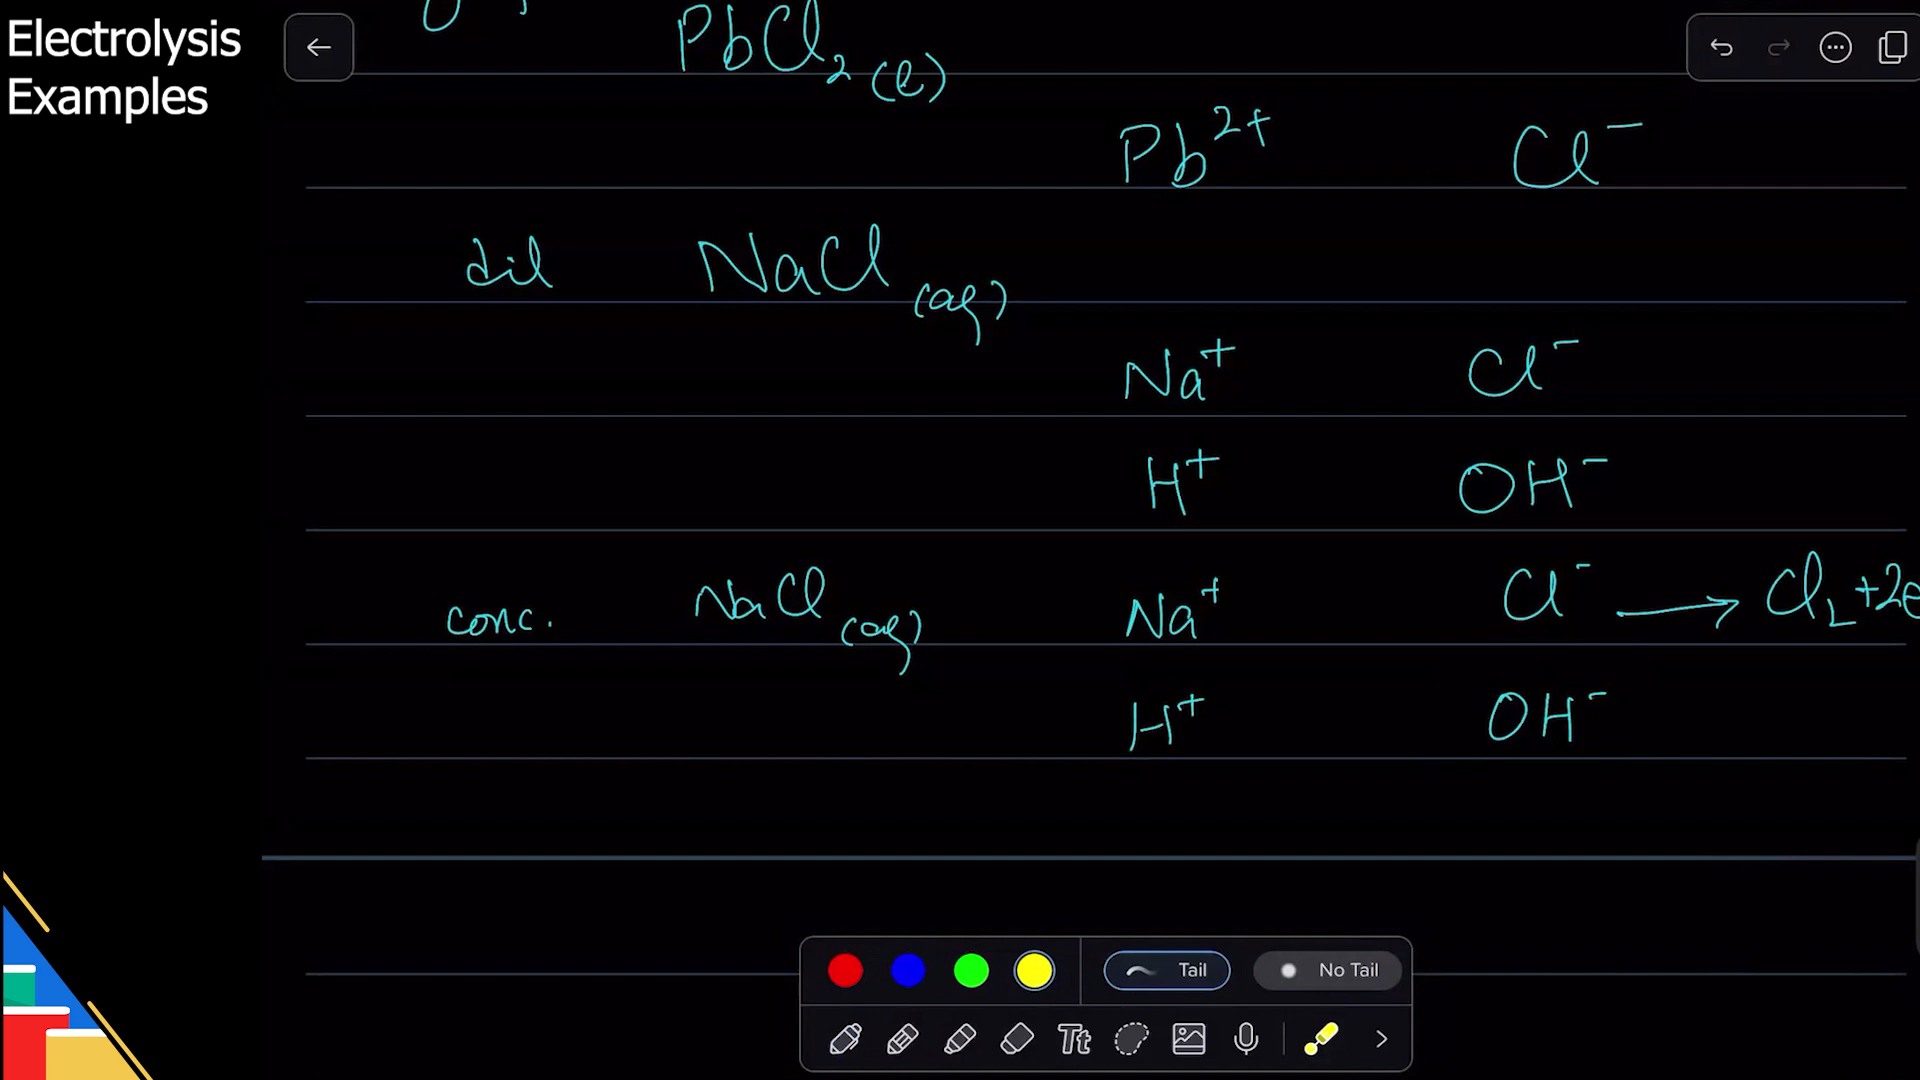 Electrolysis
Examples
PbCl₂(l)
Pb²⁺ Cl⁻
dil NaCl(aq)
Na⁺ Cl⁻
H⁺ OH⁻
conc. NaCl(aq) Na⁺ Cl⁻ → Cl₂ + 2e
H⁺ OH⁻
Tail No Tail
Tt